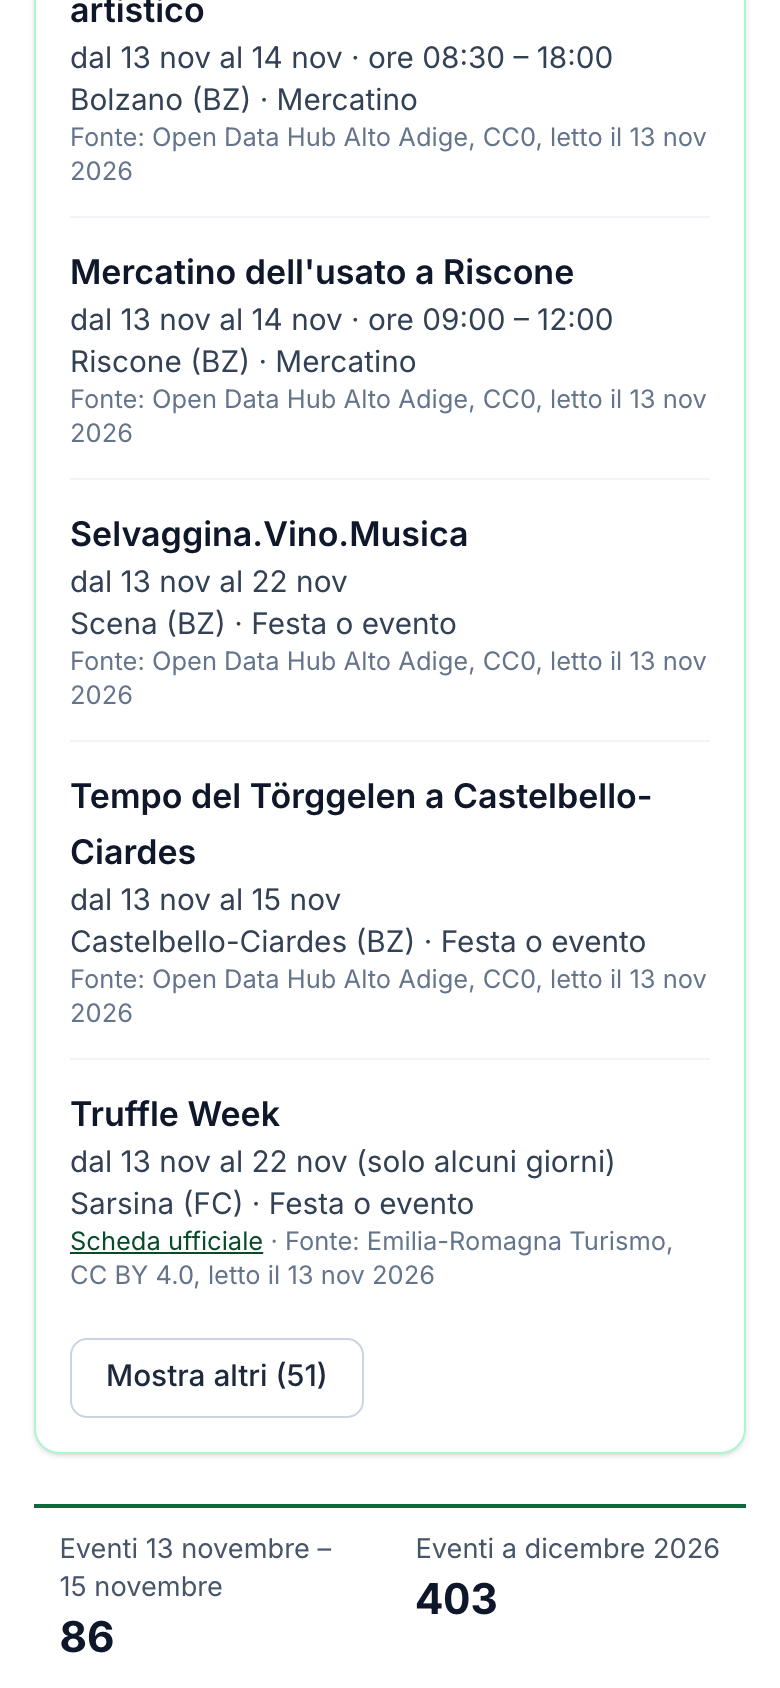 artistico
dal 13 nov al 14 nov · ore 08:30 – 18:00
Bolzano (BZ) · Mercatino
Fonte: Open Data Hub Alto Adige, CC0, letto il 13 nov
2026
Mercatino dell'usato a Riscone
dal 13 nov al 14 nov · ore 09:00 – 12:00
Riscone (BZ) · Mercatino
Fonte: Open Data Hub Alto Adige, CC0, letto il 13 nov
2026
Selvaggina.Vino.Musica
dal 13 nov al 22 nov
Scena (BZ) · Festa o evento
Fonte: Open Data Hub Alto Adige, CC0, letto il 13 nov
2026
Tempo del Törggelen a Castelbello-
Ciardes
dal 13 nov al 15 nov
Castelbello-Ciardes (BZ) · Festa o evento
Fonte: Open Data Hub Alto Adige, CC0, letto il 13 nov
2026
Truffle Week
dal 13 nov al 22 nov (solo alcuni giorni)
Sarsina (FC) · Festa o evento
Scheda ufficiale · Fonte: Emilia-Romagna Turismo,
CC BY 4.0, letto il 13 nov 2026
Mostra altri (51)
Eventi 13 novembre –
15 novembre
86
Eventi a dicembre 2026
403